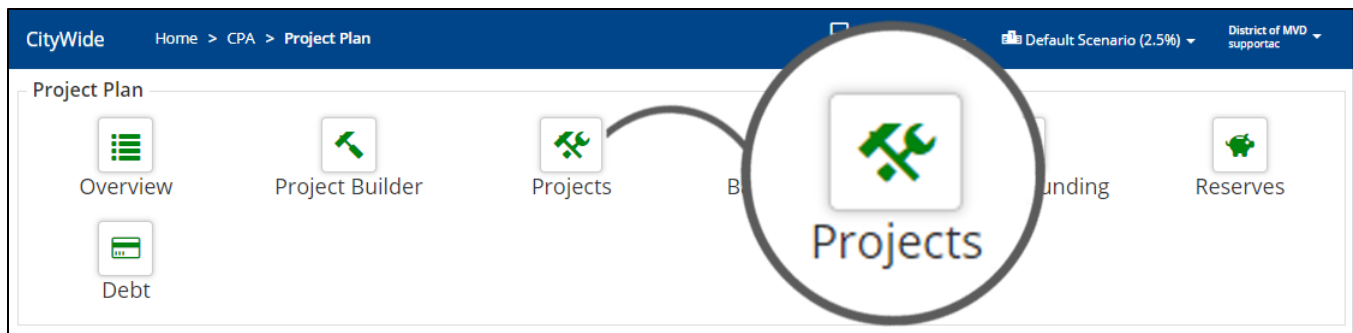 CityWide Home > CPA > Project Plan Default Scenario (2.5%) District of MVD
supportac
Project Plan
Overview Project Builder Projects Projects unding Reserves
Debt